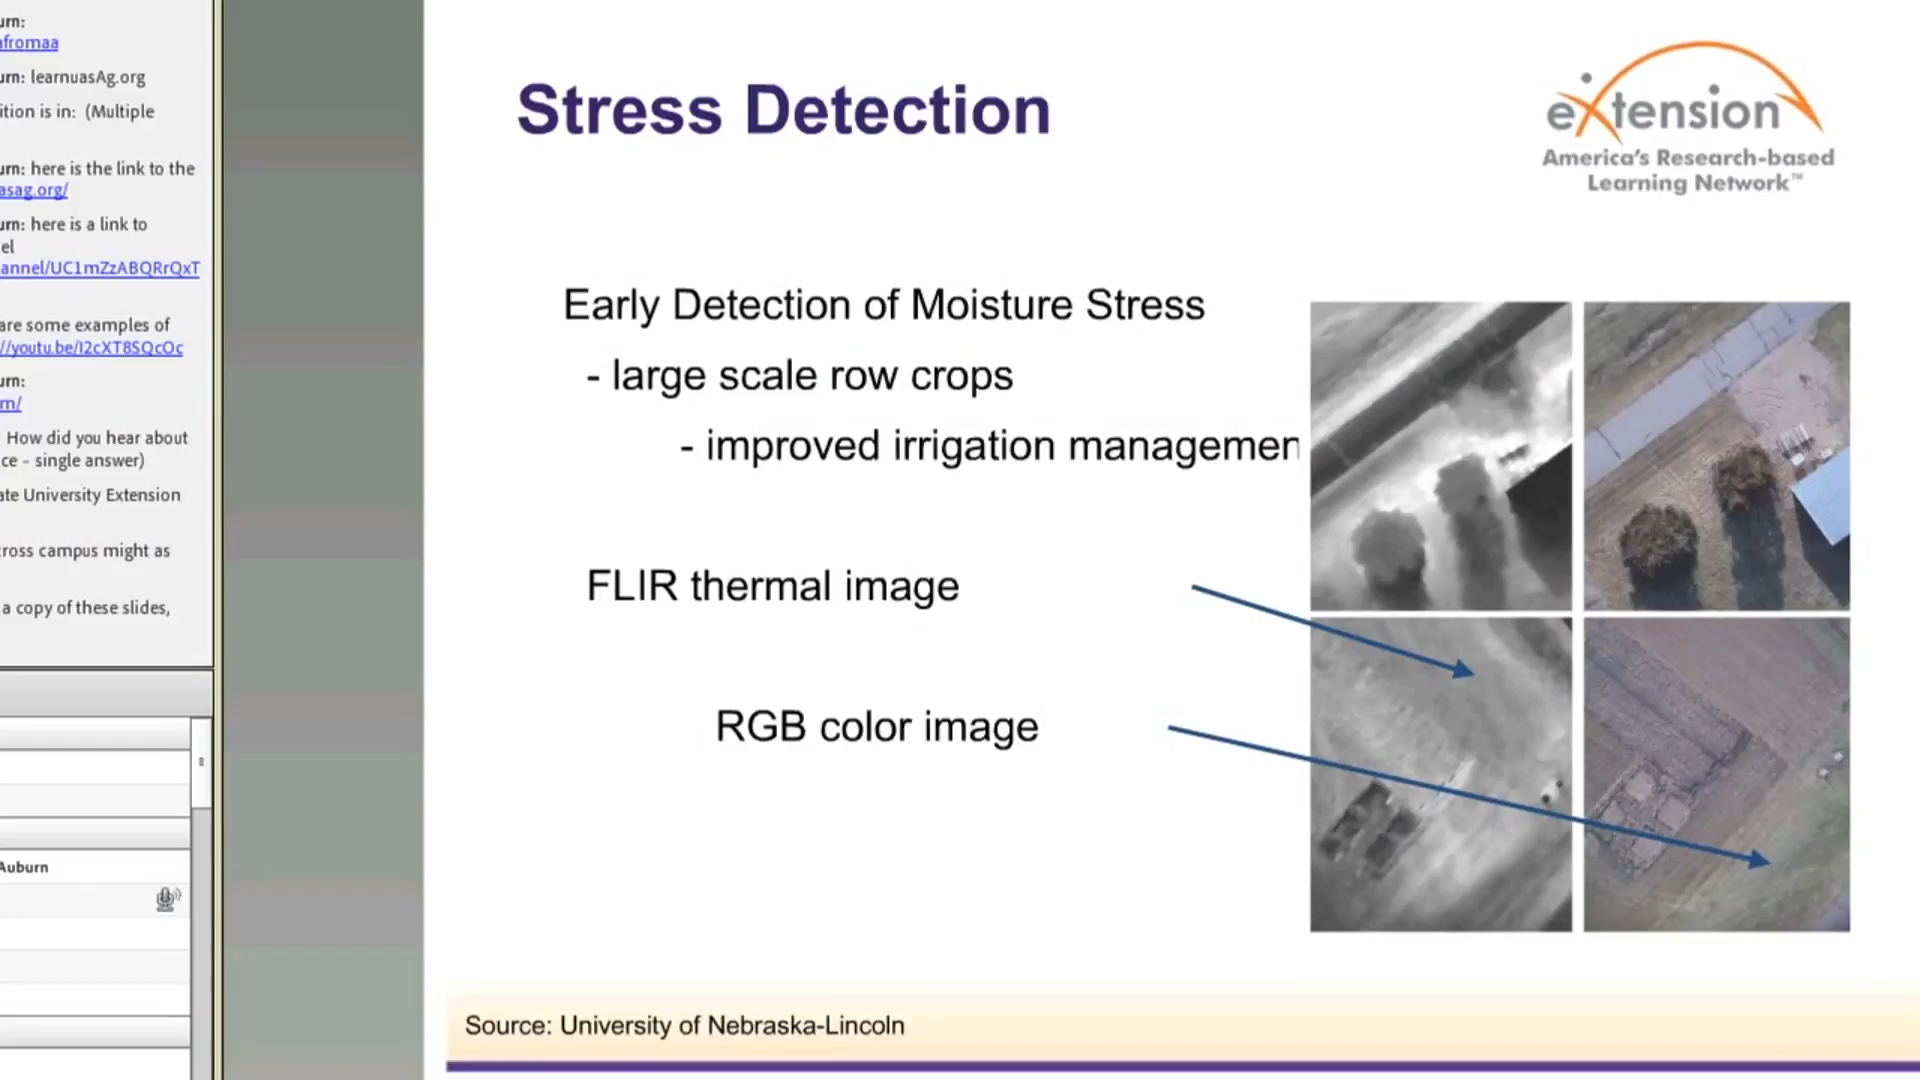 urn:
afromaa
urn: learnuasAg.org
ition is in: (Multiple
urn: here is the link to the
asag.org/
urn: here is a link to
el
annel/UC1mZzABQRrQxT
are some examples of
//youtu.be/I2cXT8SQcOc
urn:
m/
How did you hear about
ce - single answer)
ate University Extension
cross campus might as
a copy of these slides,
Auburn
Stress Detection
eXtension
America's Research-based
Learning Network™
Early Detection of Moisture Stress
- large scale row crops
- improved irrigation managemen
FLIR thermal image
RGB color image
Source: University of Nebraska-Lincoln